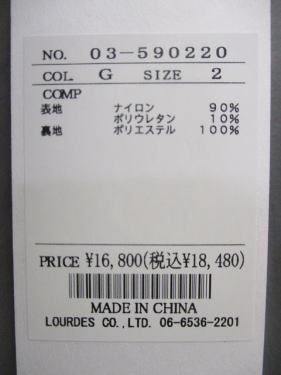 NO. 03-590220
COL. G SIZE 2
COMP
表地 ナイロン 90%
ポリウレタン 10%
裏地 ポリエステル 100%
PRICE ¥16,800(税込¥18,480)
MADE IN CHINA
LOURDES CO.,LTD. 06-6536-2201